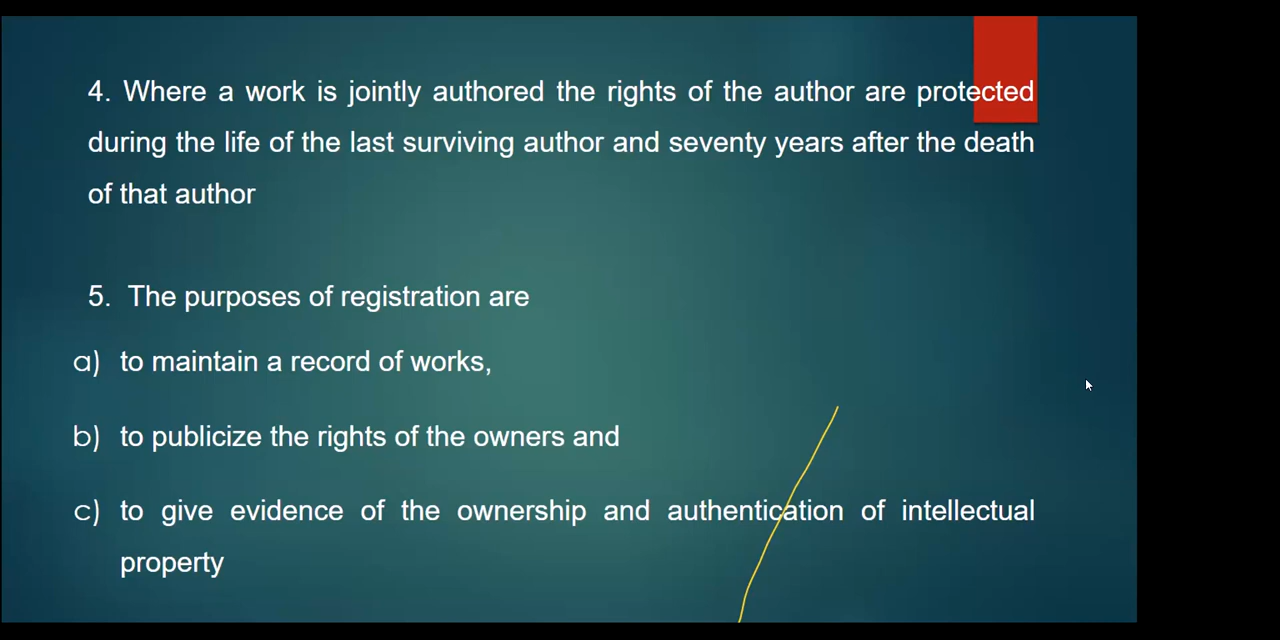 4. Where a work is jointly authored the rights of the author are protected
during the life of the last surviving author and seventy years after the death
of that author
5. The purposes of registration are
a) to maintain a record of works,
b) to publicize the rights of the owners and
c) to give evidence of the ownership and authentication of intellectual
property